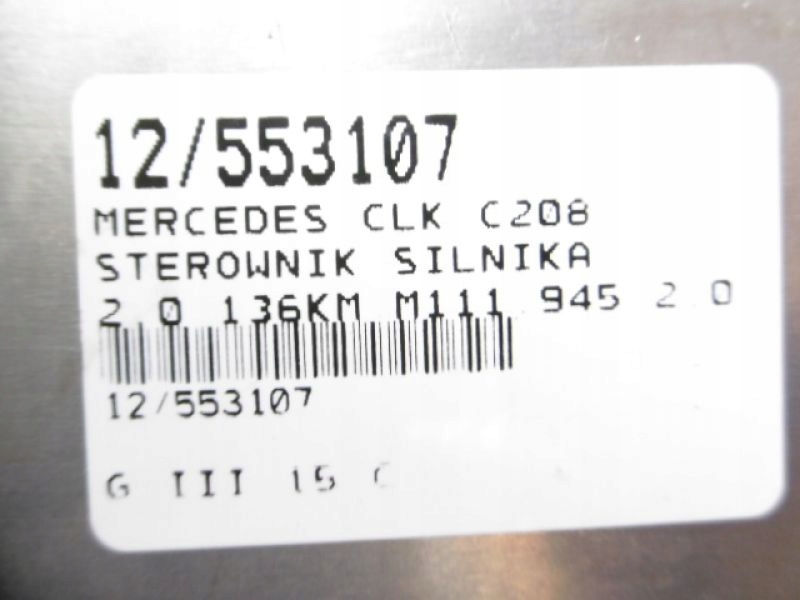 12/553107
MERCEDES CLK C208
STEROWNIK SILNIKA
2 0 136KM M111 945 2 0
12/553107
G III 15 C